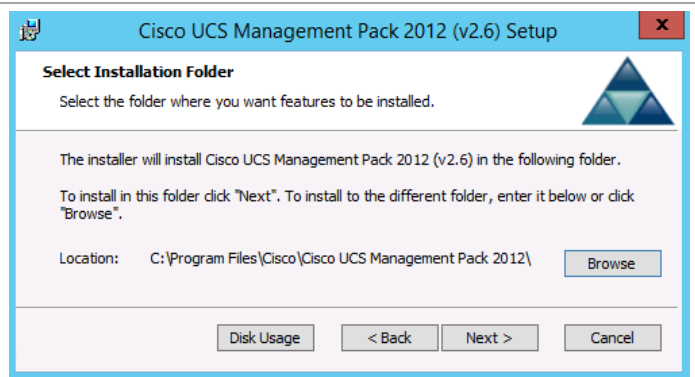 Cisco UCS Management Pack 2012 (v2.6) Setup
x
Select Installation Folder
Select the folder where you want features to be installed.
The installer will install Cisco UCS Management Pack 2012 (v2.6) in the following folder.
To install in this folder click "Next". To install to the different folder, enter it below or click
"Browse".
Location: C:\Program Files\Cisco\Cisco UCS Management Pack 2012\ Browse
Disk Usage < Back Next > Cancel